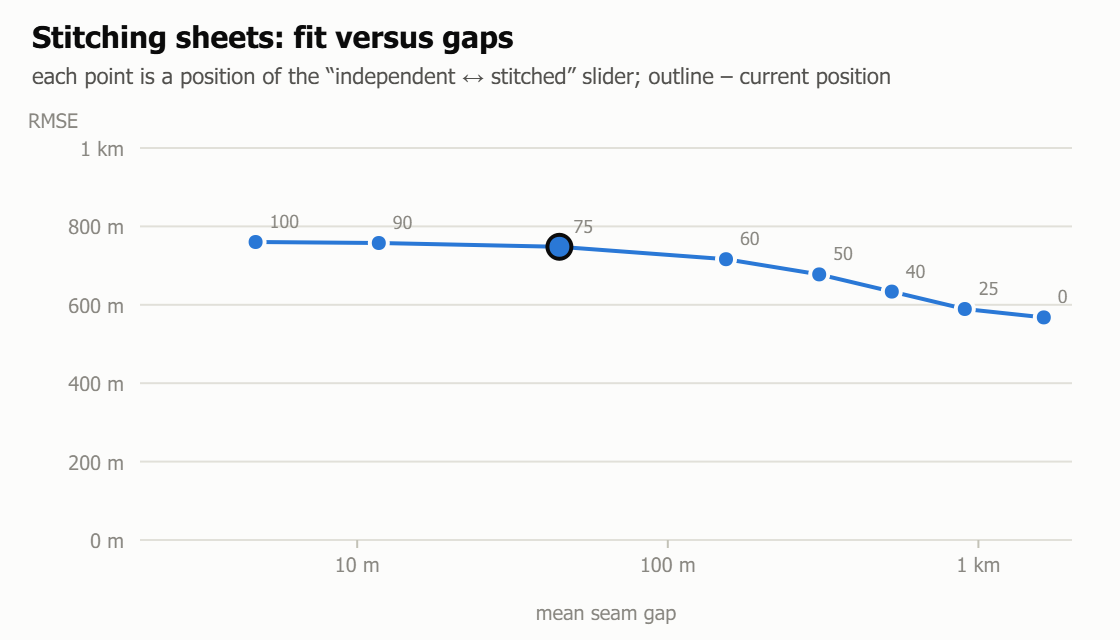 Stitching sheets: fit versus gaps
each point is a position of the “independent ↔ stitched” slider; outline – current position
RMSE
1 km
800 m
600 m
400 m
200 m
0 m
100
90
75
60
50
40
25
0
10 m
100 m
1 km
mean seam gap